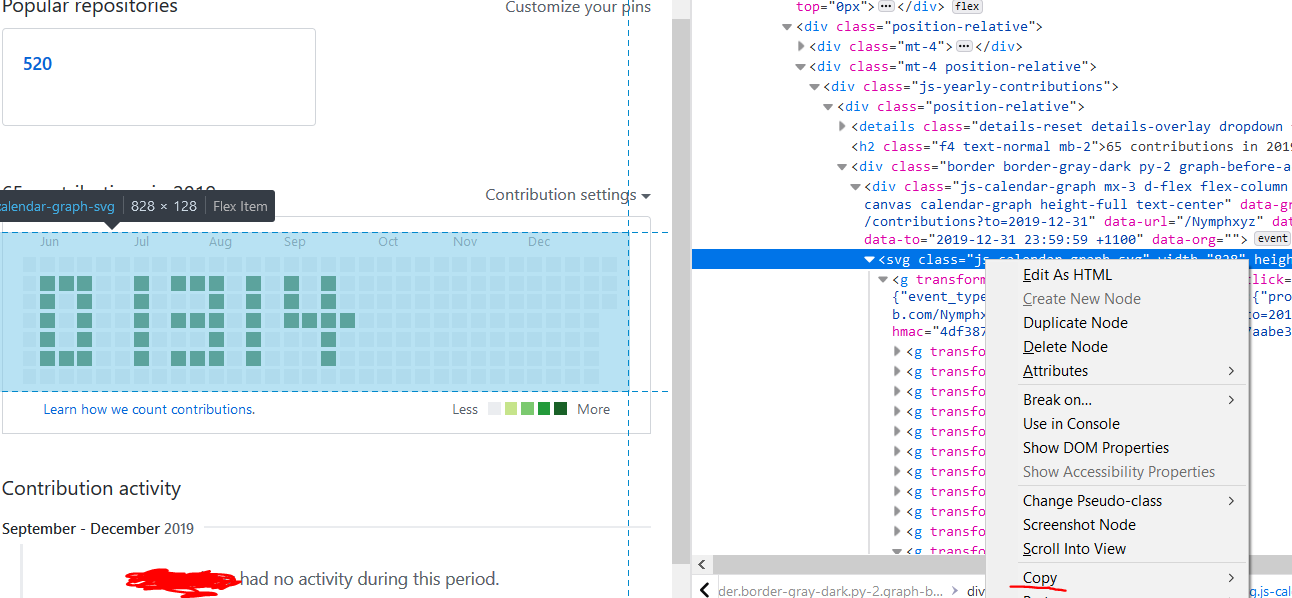 Popular repositories
Customize your pins
520
65 contributions in 2019
Contribution settings
calendar-graph-svg 828 × 128 Flex Item
Jun Jul Aug Sep Oct Nov Dec
01314
Learn how we count contributions.
Less More
Contribution activity
September - December 2019
had no activity during this period.
top="0px"> </div> flex
<div class="position-relative">
<div class="mt-4"> </div>
<div class="mt-4 position-relative">
<div class="js-yearly-contributions">
<div class="position-relative">
<details class="details-reset details-overlay dropdown
<h2 class="f4 text-normal mb-2">65 contributions in 2019
<div class="border border-gray-dark py-2 graph-before-a
<div class="js-calendar-graph mx-3 d-flex flex-column
canvas calendar-graph height-full text-center" data-gr
/contributions?to=2019-12-31" data-url="/Nymphxyz" dat
data-to="2019-12-31 23:59:59 +1100" data-org=""> event
<svg class="js-calendar-graph-svg" width="828" heigh
<g transform click=
{"event_type {"pro
b.com/Nymphx o=201
hmac="4df387 7aabe3
<g transfo
<g transfo
<g transfo
<g transfo
<g transfo
<g transfo
<g transfo
<g transfo
<g transfo
<g transfo
<g transfo
Edit As HTML
Create New Node
Duplicate Node
Delete Node
Attributes
Break on...
Use in Console
Show DOM Properties
Show Accessibility Properties
Change Pseudo-class
Screenshot Node
Scroll Into View
Copy
der.border-gray-dark.py-2.graph-b... div g.js-cal